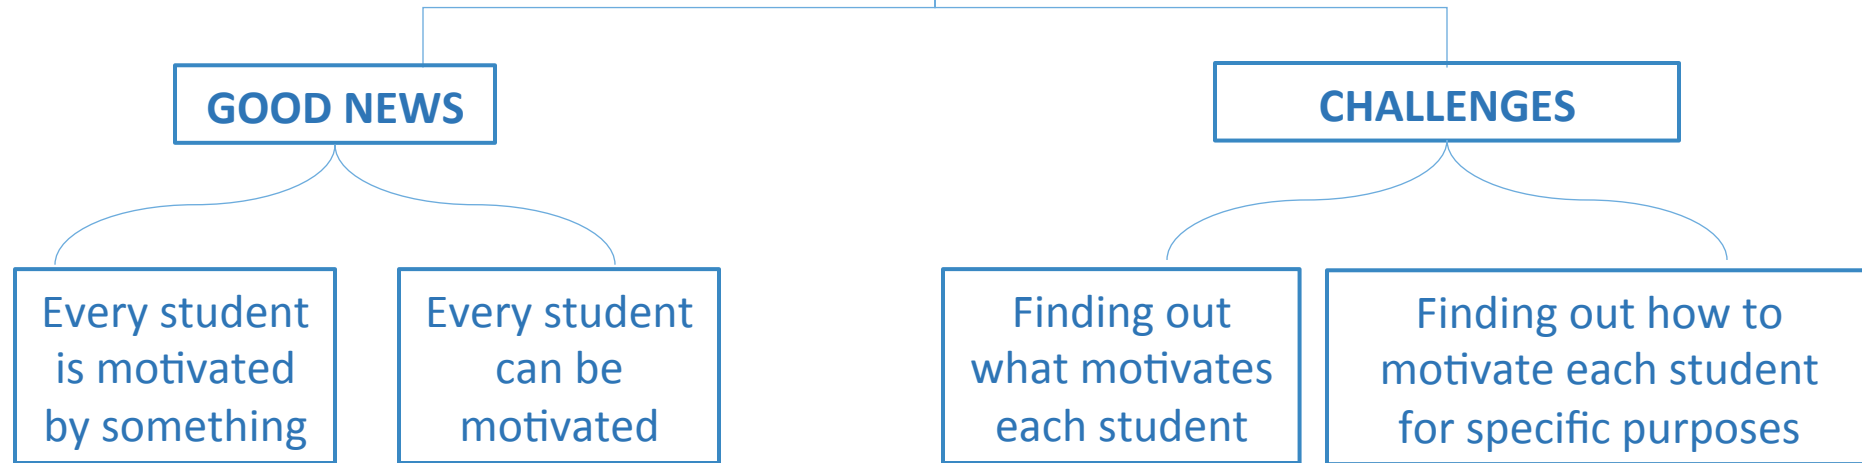 GOOD NEWS
CHALLENGES
Every student
is motivated
by something
Every student
can be
motivated
Finding out
what motivates
each student
Finding out how to
motivate each student
for specific purposes